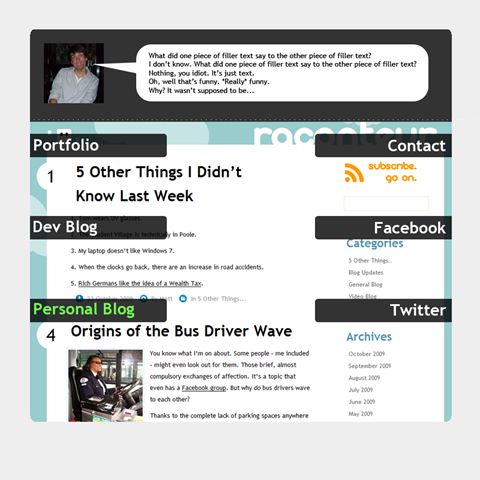 What did one piece of filler text say to the other piece of filler text?
I don't know. What did one piece of filler text say to the other piece of filler text?
Nothing, you idiot. It's just text.
Oh, well that's funny. *Really* funny.
Why? It wasn't supposed to be...
raconteur
Portfolio
Contact
1
5 Other Things I Didn't
Know Last Week
subscribe.
go on.
wears UV glasses.
Dev Blog
Facebook
Village is technically in Poole.
Categories
3. My laptop doesn't like Windows 7.
4. When the clocks go back, there are an increase in road accidents.
5. Rich Germans like the idea of a Wealth Tax.
5 Other Things..
Blog Updates
General Blog
Video Blog
October 2009
By Matt
In 5 Other Things...
Personal Blog
Twitter
4
Origins of the Bus Driver Wave
Archives
You know what I'm on about. Some people - me included
- might even look out for them. Those brief, almost
compulsory exchanges of affection. It's a topic that
even has a Facebook group. But why do bus drivers wave
to each other?
Thanks to the complete lack of parking spaces anywhere
October 2009
September 2009
August 2009
July 2009
June 2009
May 2009